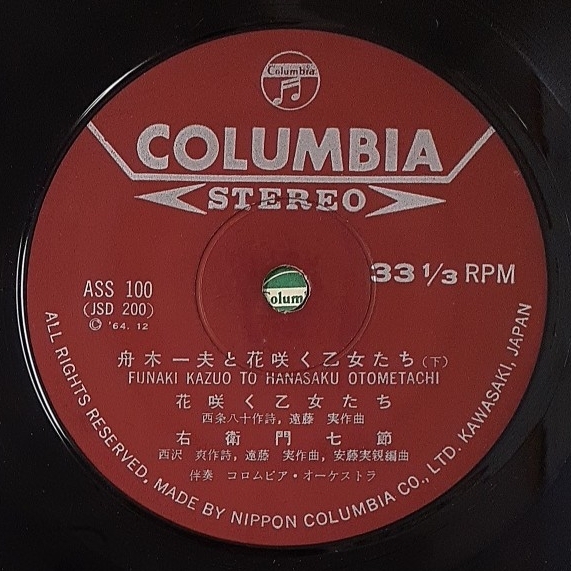 Columbia
COLUMBIA
STEREO
33 1/3 RPM
ASS 100
(JSD 200)
© '64. 12
Columb
舟木一夫と花咲く乙女たち(下)
FUNAKI KAZUO TO HANASAKU OTOMETACHI
花咲く乙女たち
西条八十作詩, 遠藤 実作曲
右衛門七節
西沢 爽作詩, 遠藤 実作曲, 安藤実親編曲
伴奏 コロムビア・オーケストラ
ALL RIGHTS RESERVED, MADE BY NIPPON COLUMBIA CO., LTD. KAWASAKI, JAPAN